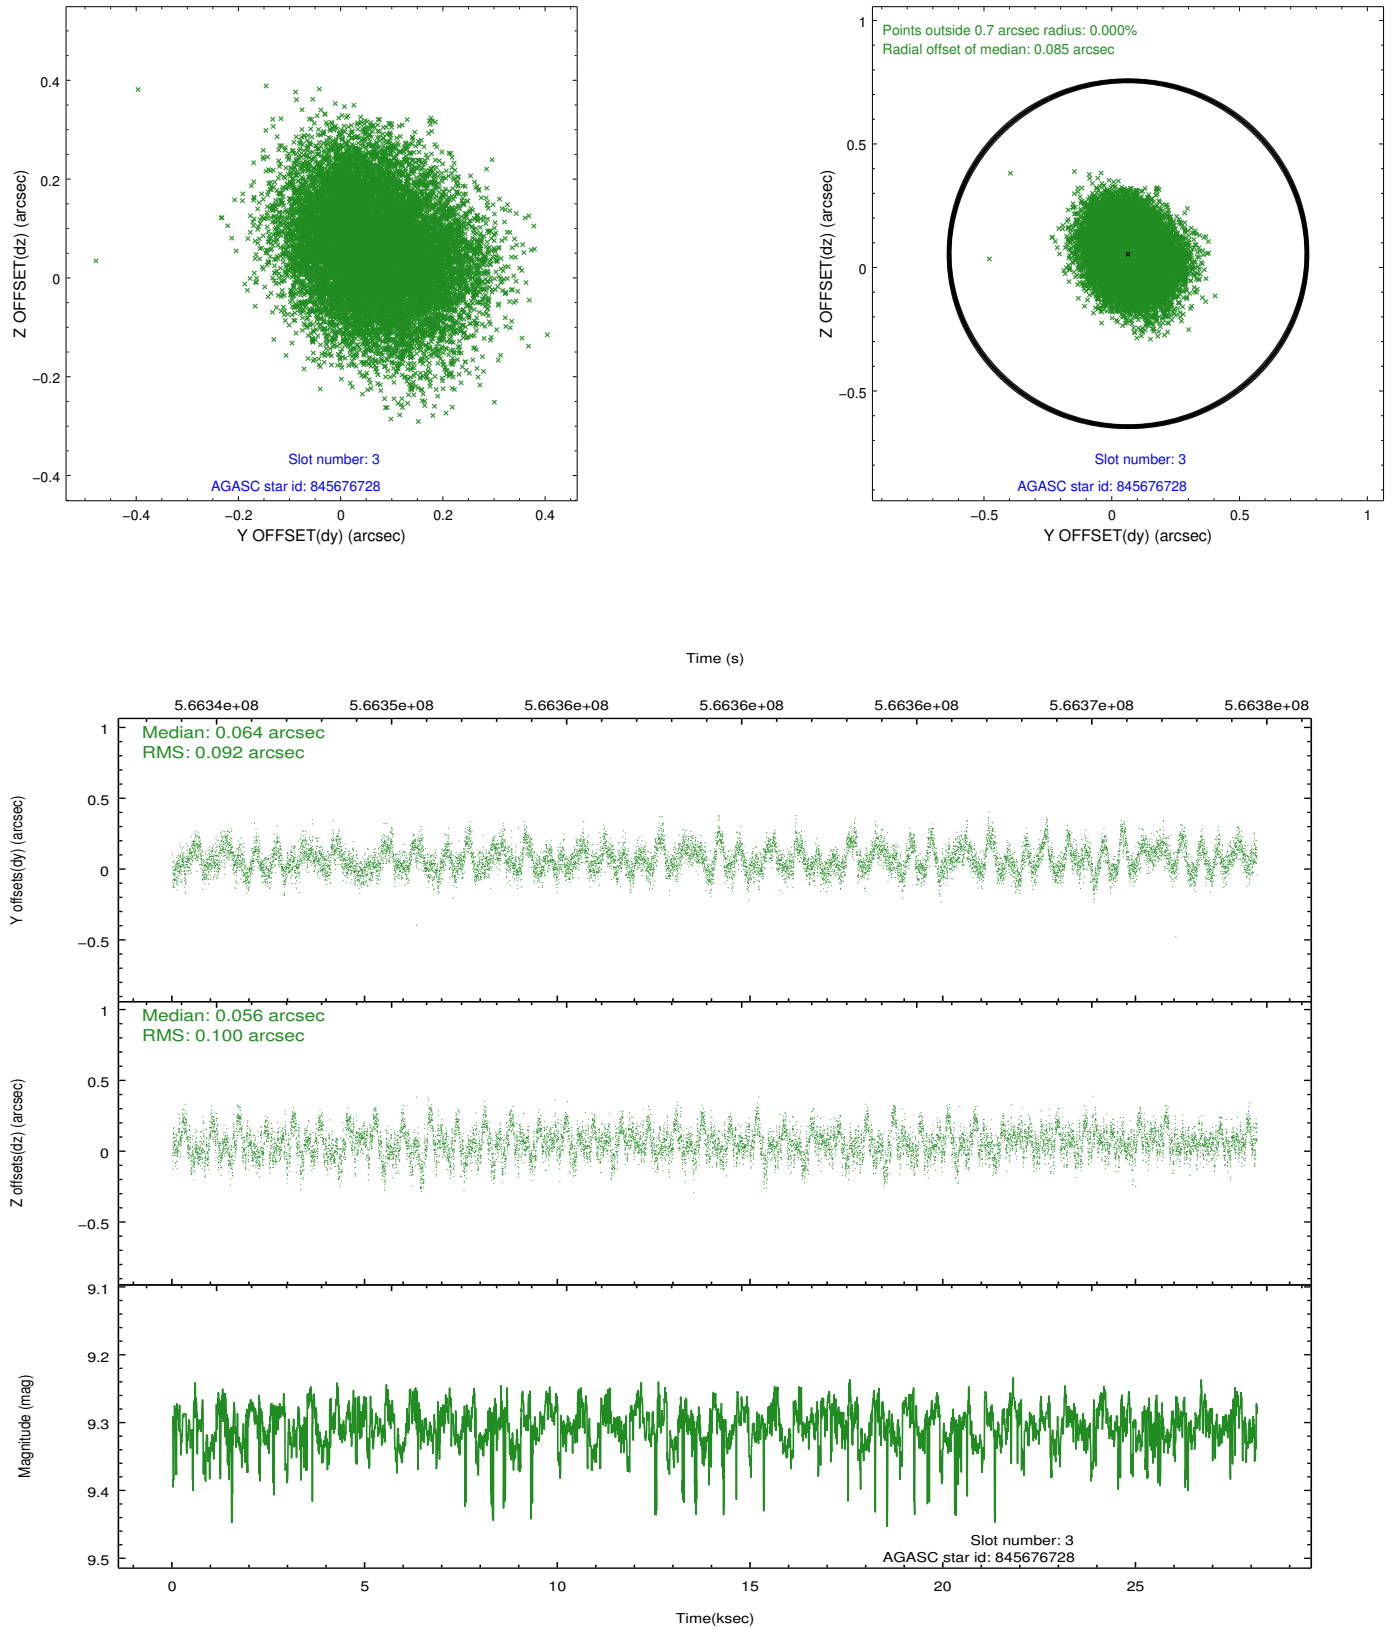 0.4
0.2
0
−0.2
−0.4
Z OFFSET(dz) (arcsec)
Slot number: 3
AGASC star id: 845676728
−0.4
−0.2
0
0.2
0.4
Y OFFSET(dy) (arcsec)
Points outside 0.7 arcsec radius: 0.000%
Radial offset of median: 0.085 arcsec
1
0.5
0
−0.5
Z OFFSET(dz) (arcsec)
Slot number: 3
AGASC star id: 845676728
−0.5
0
0.5
1
Y OFFSET(dy) (arcsec)
Time (s)
5.6634e+08
5.6635e+08
5.6636e+08
5.6636e+08
5.6636e+08
5.6637e+08
5.6638e+08
Median: 0.064 arcsec
RMS: 0.092 arcsec
1
0.5
0
−0.5
Y offsets(dy) (arcsec)
Median: 0.056 arcsec
RMS: 0.100 arcsec
1
0.5
0
−0.5
Z offsets(dz) (arcsec)
9.1
9.2
9.3
9.4
9.5
Magnitude (mag)
Slot number: 3
AGASC star id: 845676728
0
5
10
15
20
25
Time(ksec)